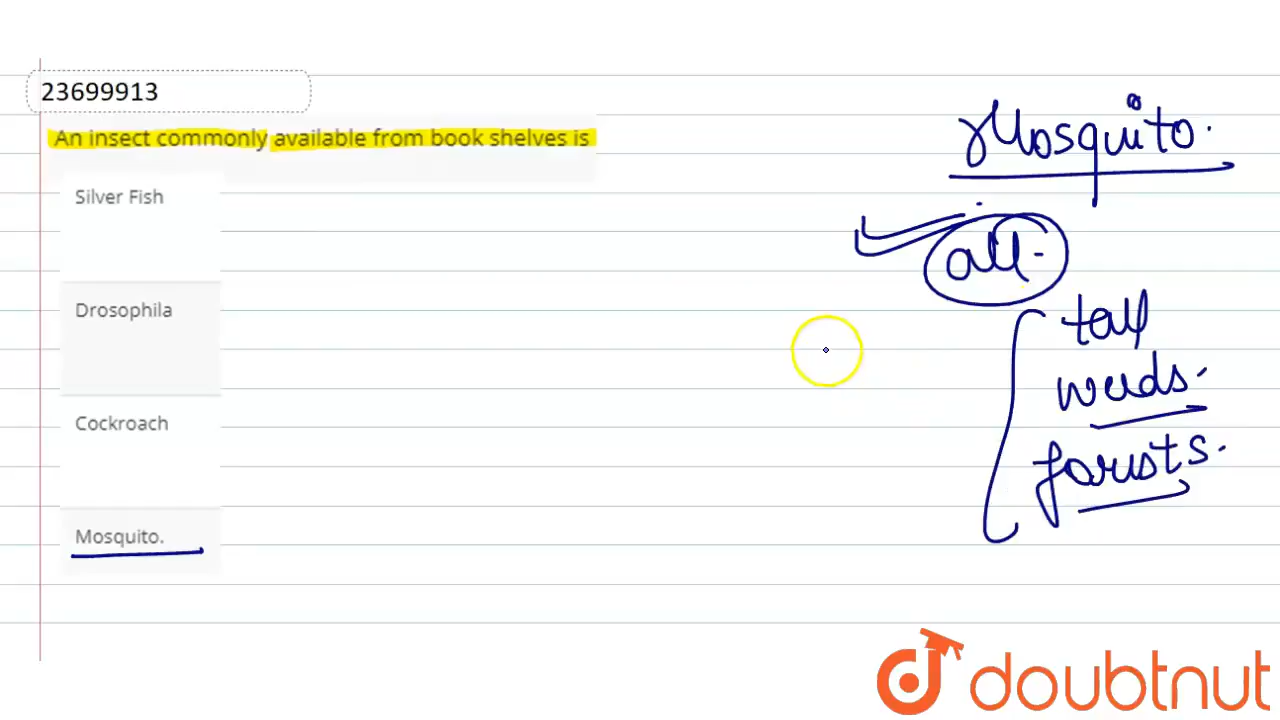 23699913
An insect commonly available from book shelves is
Silver Fish
Drosophila
Cockroach
Mosquito.
Mosquito.
all.
tall
weeds.
forests.
doubtnut